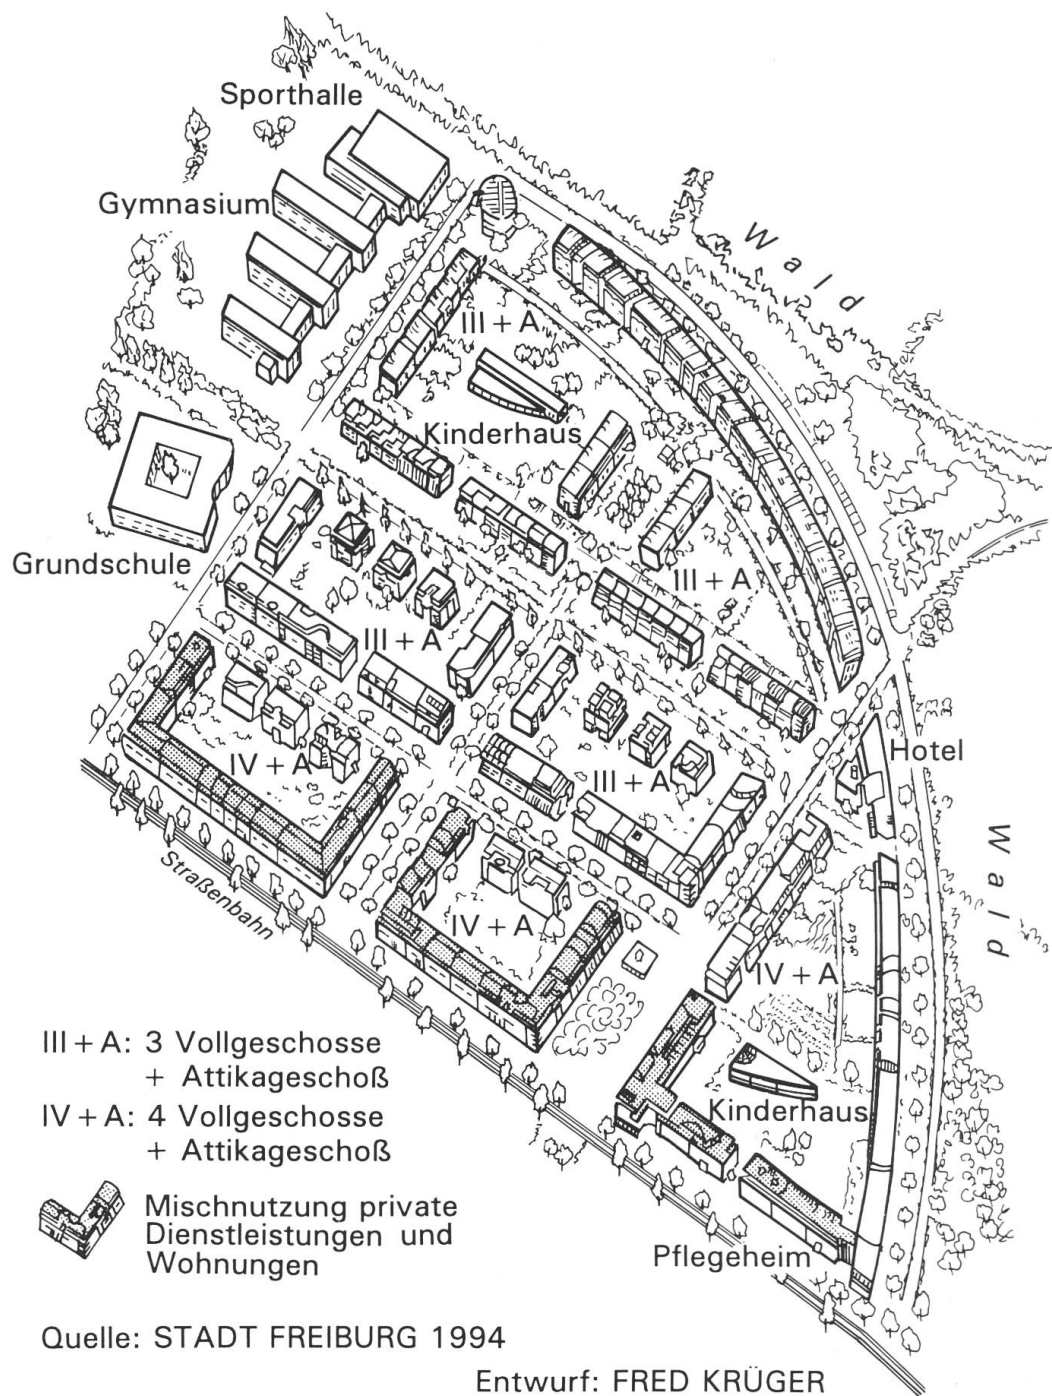 Sporthalle
Gymnasium
Wald
III + A
Kinderhaus
Grundschule
III + A
III + A
Hotel
IV + A
III + A
Wald
Straßenbahn
IV + A
IV + A
III + A: 3 Vollgeschosse
+ Attikageschoß
Kinderhaus
IV + A: 4 Vollgeschosse
+ Attikageschoß
Mischnutzung private
Dienstleistungen und
Wohnungen
Pflegeheim
Quelle: STADT FREIBURG 1994
Entwurf: FRED KRÜGER